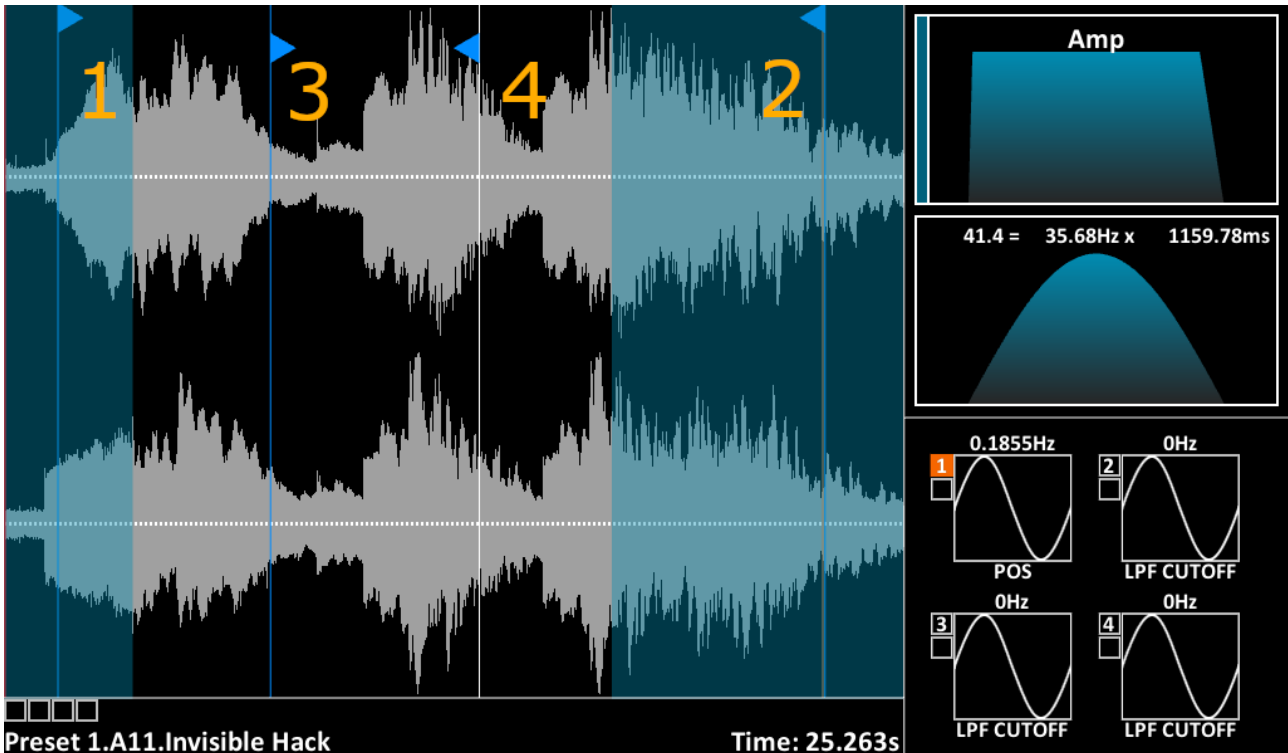 1
3
4
2
Preset 1.A11.Invisible Hack
Time: 25.263s
Amp
41.4 = 35.68Hz x 1159.78ms
0.1855Hz
1
POS
0Hz
2
LPF CUTOFF
0Hz
3
LPF CUTOFF
0Hz
4
LPF CUTOFF